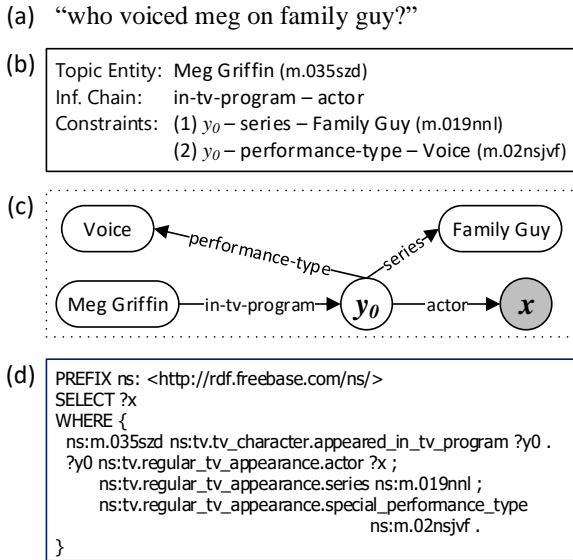 (a) “who voiced meg on family guy?”
(b)
Topic Entity: Meg Griffin (m.035szd)
Inf. Chain: in-tv-program – actor
Constraints: (1) y0 – series – Family Guy (m.019nnl)
(2) y0 – performance-type – Voice (m.02nsjvf)
(c)
Voice
performance-type
series
Family Guy
Meg Griffin
in-tv-program
y0
actor
x
(d)
PREFIX ns: <http://rdf.freebase.com/ns/>
SELECT ?x
WHERE {
ns:m.035szd ns:tv.tv_character.appeared_in_tv_program ?y0 .
?y0 ns:tv.regular_tv_appearance.actor ?x ;
ns:tv.regular_tv_appearance.series ns:m.019nnl ;
ns:tv.regular_tv_appearance.special_performance_type
ns:m.02nsjvf .
}